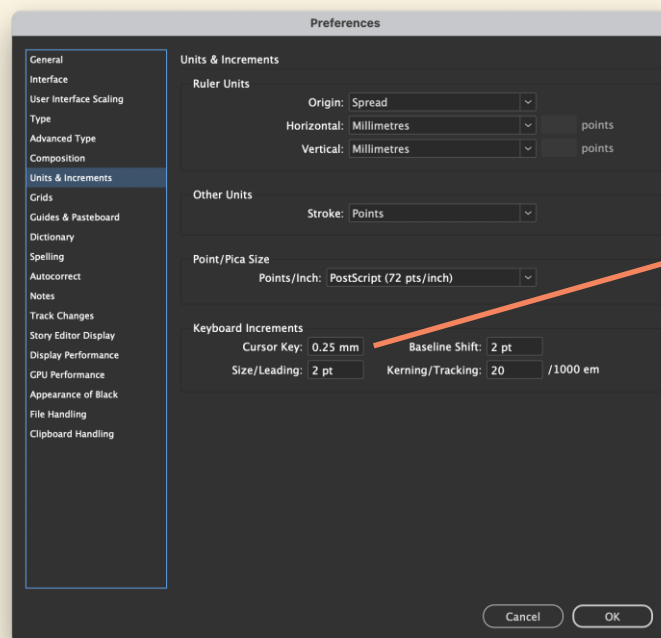 Preferences
General
Interface
User Interface Scaling
Type
Advanced Type
Composition
Units & Increments
Grids
Guides & Pasteboard
Dictionary
Spelling
Autocorrect
Notes
Track Changes
Story Editor Display
Display Performance
GPU Performance
Appearance of Black
File Handling
Clipboard Handling
Units & Increments
Ruler Units
Origin: Spread
Horizontal: Millimetres points
Vertical: Millimetres points
Other Units
Stroke: Points
Point/Pica Size
Points/Inch: PostScript (72 pts/inch)
Keyboard Increments
Cursor Key: 0.25 mm Baseline Shift: 2 pt
Size/Leading: 2 pt Kerning/Tracking: 20 /1000 em
Cancel OK